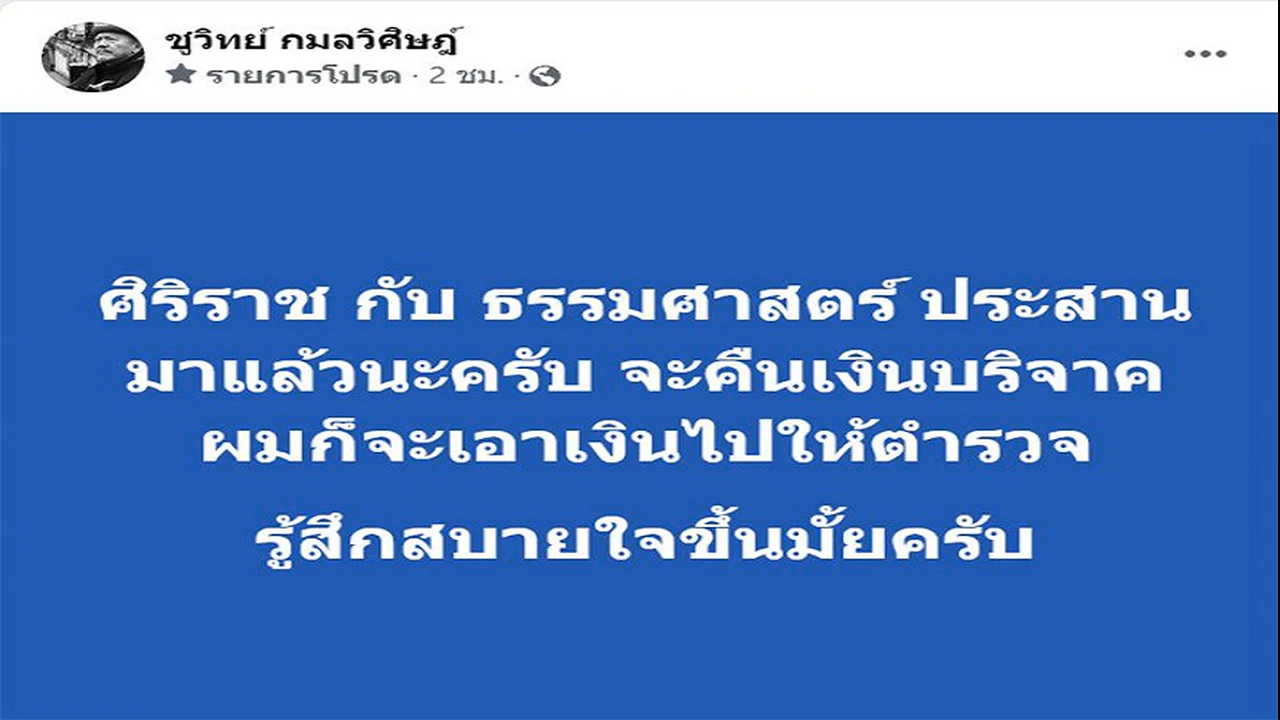 ชูวิทย์ กมลวิศิษฎ์
รายการโปรด · 2 ชม. ·
ศิริราช กับ ธรรมศาสตร์ ประสาน
มาแล้วนะครับ จะคืนเงินบริจาค
ผมก็จะเอาเงินไปให้ตำรวจ
รู้สึกสบายใจขึ้นมั้ยครับ